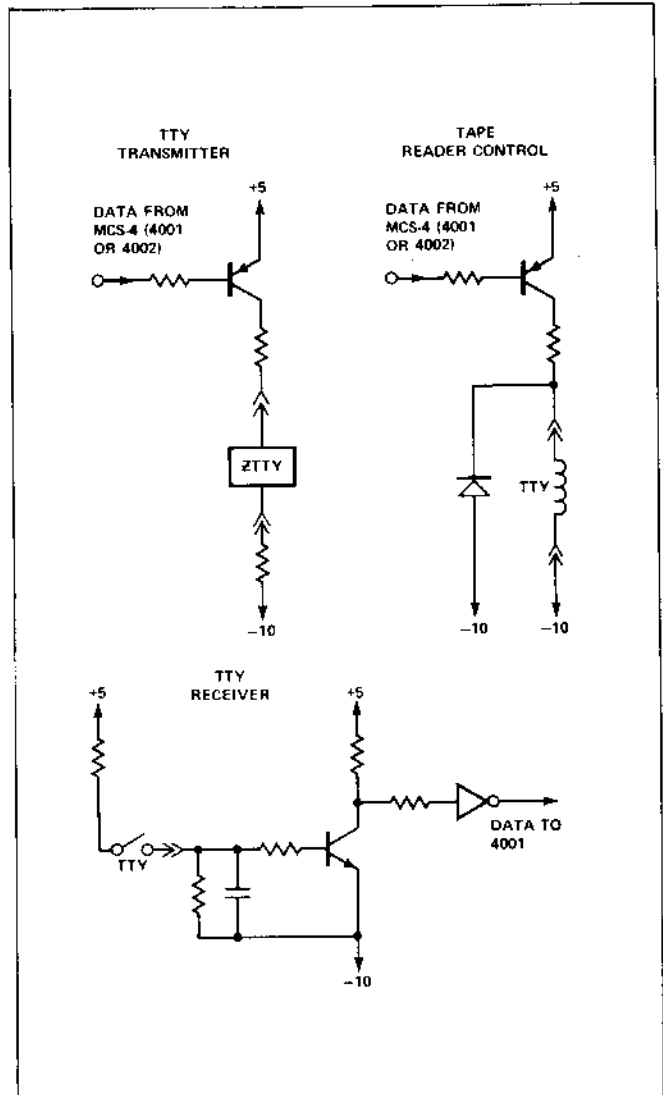 TTY
TRANSMITTER
DATA FROM
MCS-4 (4001
OR 4002)
+5
ZTTY
-10
TAPE
READER CONTROL
DATA FROM
MCS-4 (4001
OR 4002)
+5
TTY
-10
-10
TTY
RECEIVER
+5
TTY
+5
DATA TO
4001
-10